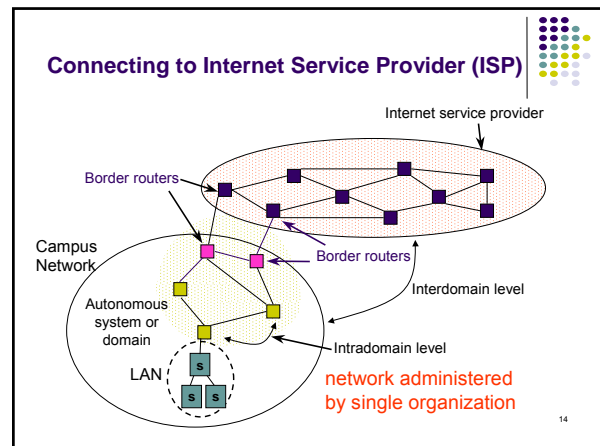 Connecting to Internet Service Provider (ISP)
Internet service provider
Border routers
Border routers
Campus
Network
Interdomain level
Autonomous
system or
domain
Intradomain level
LAN
s
s
s
network administered
by single organization
14